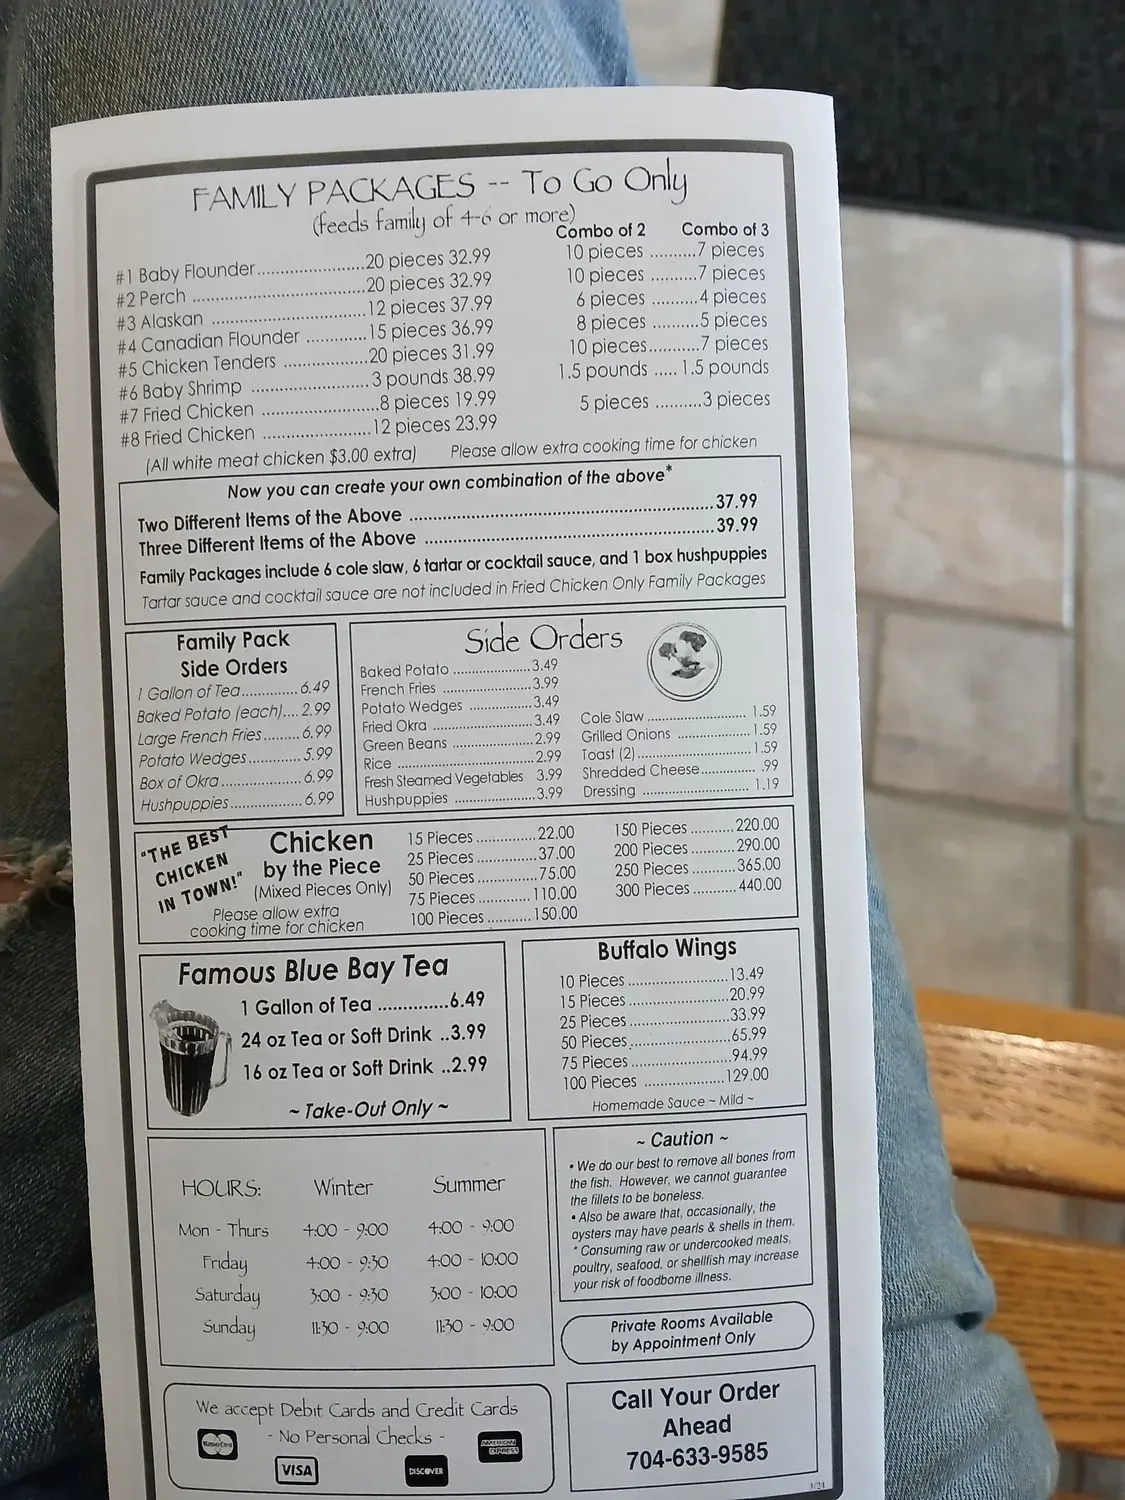 FAMILY PACKAGES -- To Go Only
(feeds family of 4-6 or more)
Combo of 2 Combo of 3
#1 Baby Flounder......................20 pieces 32.99 10 pieces ..........7 pieces
#2 Perch ....................................20 pieces 32.99 10 pieces ..........7 pieces
#3 Alaskan ................................12 pieces 37.99 6 pieces ..........4 pieces
#4 Canadian Flounder .............15 pieces 36.99 8 pieces ..........5 pieces
#5 Chicken Tenders ..................20 pieces 31.99 10 pieces...........7 pieces
#6 Baby Shrimp .........................3 pounds 38.99 1.5 pounds ..... 1.5 pounds
#7 Fried Chicken .........................8 pieces 19.99 5 pieces ..........3 pieces
#8 Fried Chicken .......................12 pieces 23.99
(All white meat chicken $3.00 extra) Please allow extra cooking time for chicken
Now you can create your own combination of the above*
Two Different Items of the Above ..............................................................37.99
Three Different Items of the Above ...........................................................39.99
Family Packages include 6 cole slaw, 6 tartar or cocktail sauce, and 1 box hushpuppies
Tartar sauce and cocktail sauce are not included in Fried Chicken Only Family Packages
Family Pack
Side Orders
1 Gallon of Tea.............6.49
Baked Potato (each)....2.99
Large French Fries.........6.99
Potato Wedges............5.99
Box of Okra..................6.99
Hushpuppies................6.99
Side Orders
Baked Potato ..................3.49
French Fries .....................3.99
Potato Wedges ...............3.49
Fried Okra ........................3.49
Green Beans ...................2.99
Rice ................................2.99
Fresh Steamed Vegetables 3.99
Hushpuppies ...................3.99
Cole Slaw ......................... 1.59
Grilled Onions ..................1.59
Toast (2)............................1.59
Shredded Cheese.............. .99
Dressing ........................... 1.19
"THE BEST
CHICKEN
IN TOWN!"
Chicken
by the Piece
(Mixed Pieces Only)
Please allow extra
cooking time for chicken
15 Pieces ..............22.00
25 Pieces ..............37.00
50 Pieces ..............75.00
75 Pieces ............110.00
100 Pieces ..........150.00
150 Pieces ..........220.00
200 Pieces ..........290.00
250 Pieces ..........365.00
300 Pieces ..........440.00
Famous Blue Bay Tea
1 Gallon of Tea ............6.49
24 oz Tea or Soft Drink ..3.99
16 oz Tea or Soft Drink ..2.99
~ Take-Out Only ~
Buffalo Wings
10 Pieces.......................13.49
15 Pieces.......................20.99
25 Pieces.......................33.99
50 Pieces.......................65.99
75 Pieces.......................94.99
100 Pieces ..................129.00
Homemade Sauce ~ Mild ~
HOURS: Winter Summer
Mon - Thurs 4:00 - 9:00 4:00 - 9:00
Friday 4:00 - 9:30 4:00 - 10:00
Saturday 3:00 - 9:30 3:00 - 10:00
Sunday 11:30 - 9:00 11:30 - 9:00
~ Caution ~
• We do our best to remove all bones from
the fish. However, we cannot guarantee
the fillets to be boneless.
• Also be aware that, occasionally, the
oysters may have pearls & shells in them.
* Consuming raw or undercooked meats,
poultry, seafood, or shellfish may increase
your risk of foodborne illness.
Private Rooms Available
by Appointment Only
We accept Debit Cards and Credit Cards
- No Personal Checks -
MasterCard
VISA
DISCOVER
AMERICAN
EXPRESS
Call Your Order
Ahead
704-633-9585
3/24